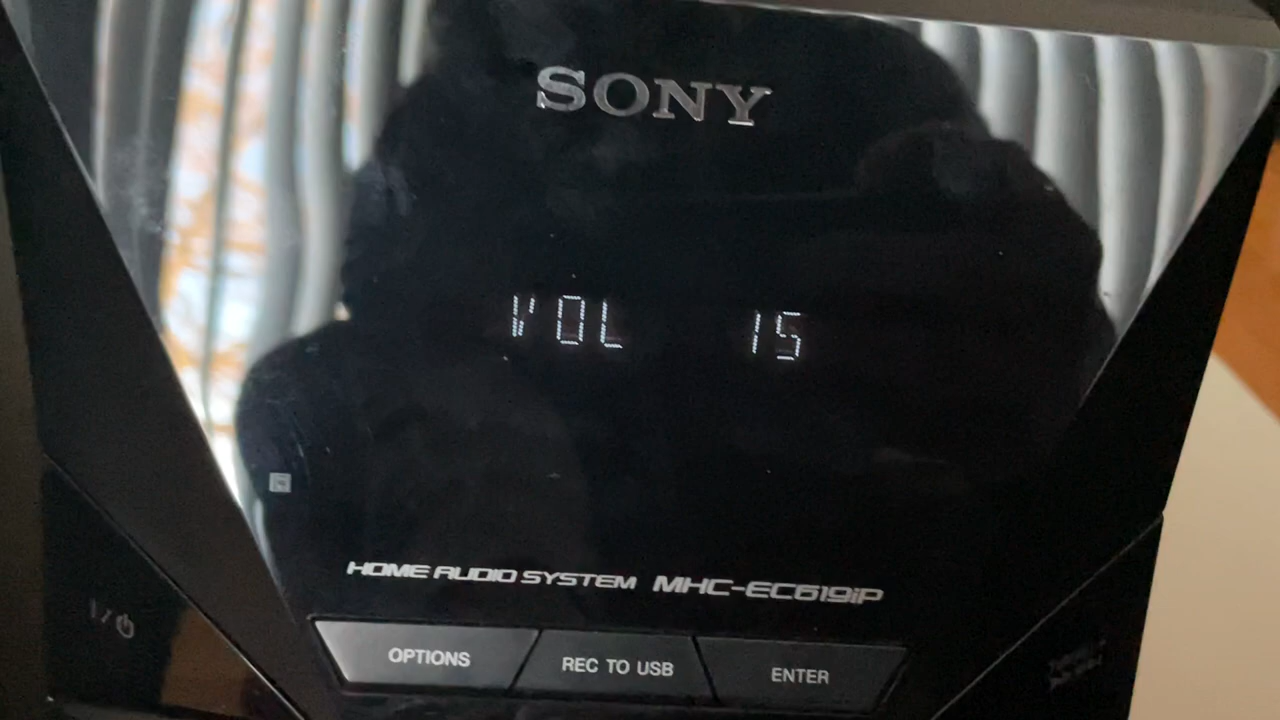 SONY
VOL 15
HOME AUDIO SYSTEM MHC-EC619iP
OPTIONS REC TO USB ENTER
I/⏻